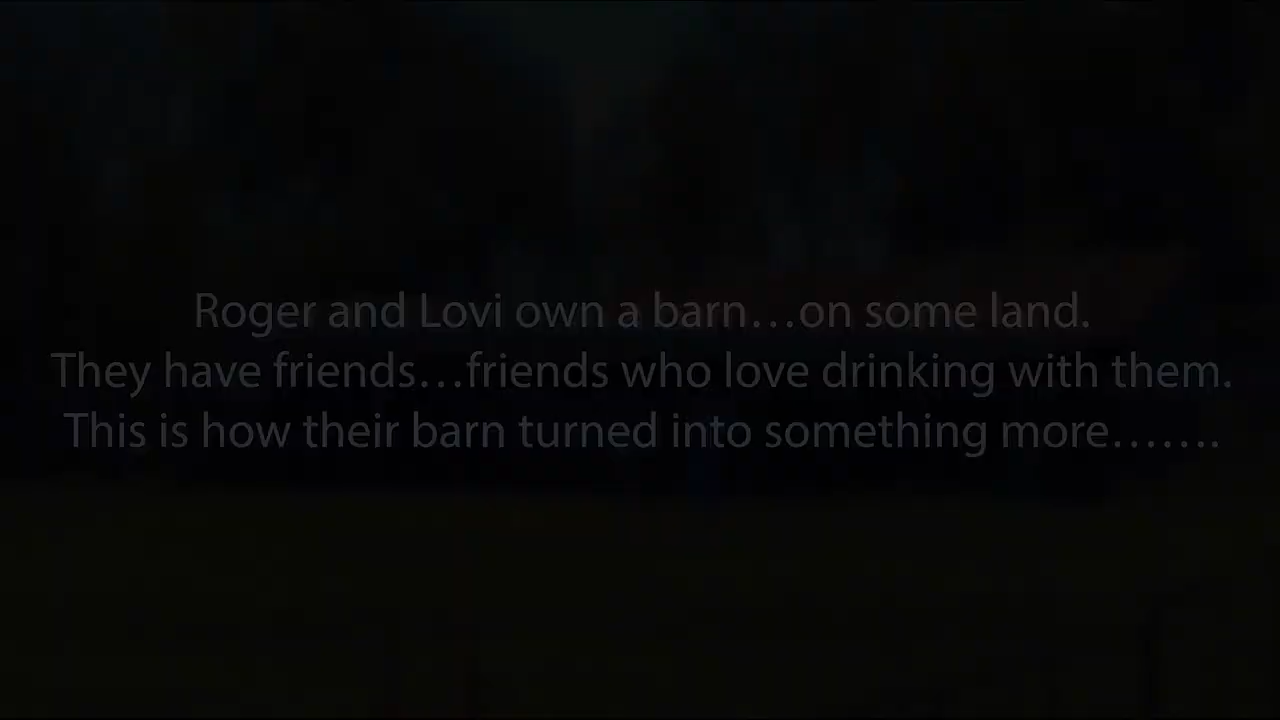 Roger and Lovi own a barn…on some land.
They have friends…friends who love drinking with them.
This is how their barn turned into something more…….